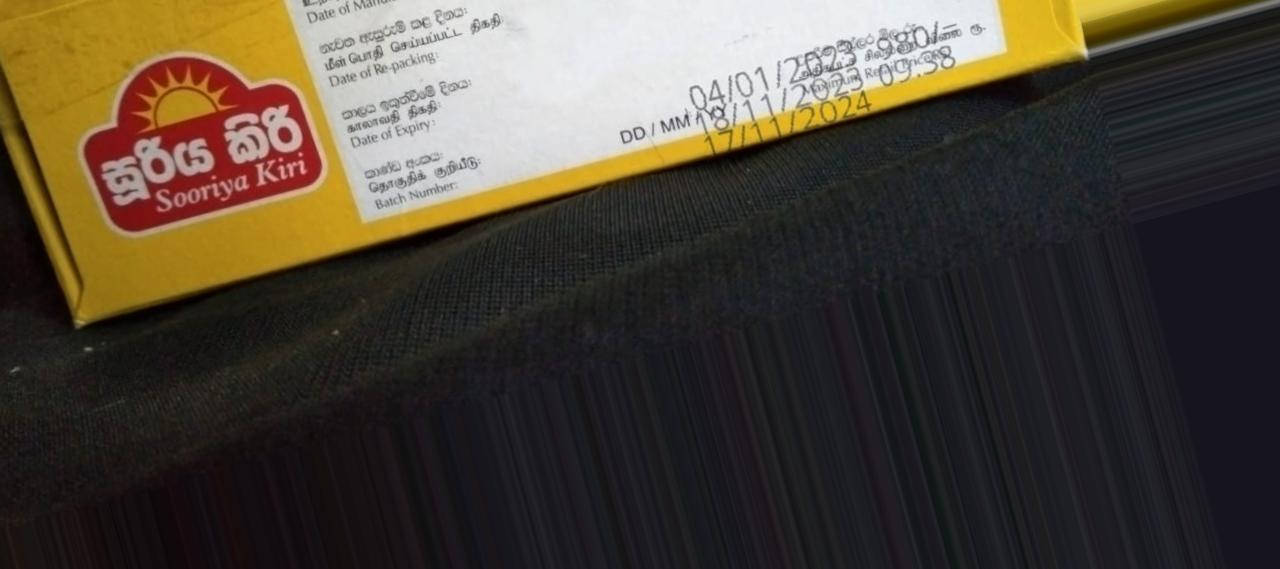 Date of Manu
නැවත ඇසුරුම් කළ දිනය:
மீள் பொதி செய்யப்பட்ட திகதி:
Date of Re-packing:
කාලය ඉකුත්වීමේ දිනය:
காலாவதி திகதி:
Date of Expiry:
කාණ්ඩ අංකය:
தொகுதிக் குறியீடு:
Batch Number:
සූරිය කිරි
Sooriya Kiri
04/01/2023 980/=
DD / MM / YY
18/11/2023 09:38
17/11/2024